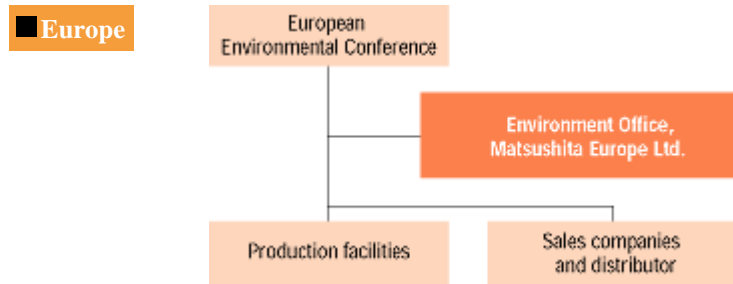 ■Europe
European
Environmental Conference
Environment Office,
Matsushita Europe Ltd.
Production facilities
Sales companies
and distributor